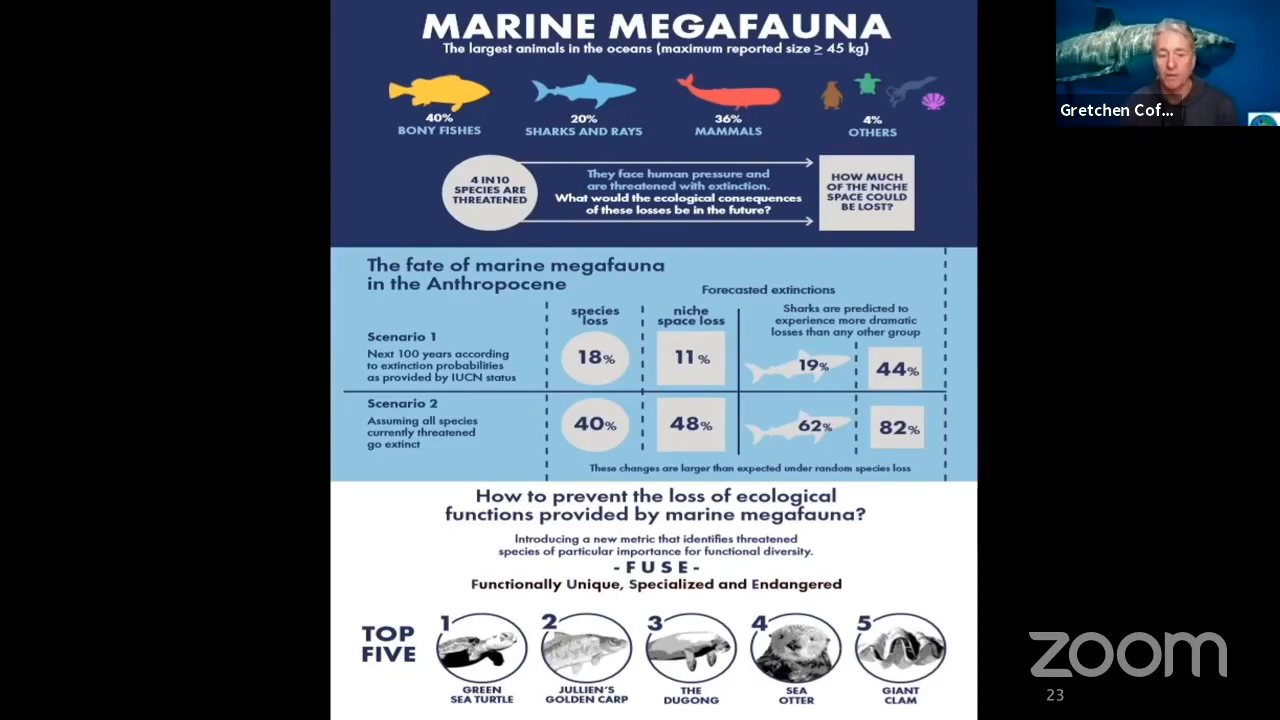 MARINE MEGAFAUNA
The largest animals in the oceans (maximum reported size ≥ 45 kg)
40%
BONY FISHES
20%
SHARKS AND RAYS
36%
MAMMALS
4%
OTHERS
4 IN 10
SPECIES ARE
THREATENED
They face human pressure and
are threatened with extinction.
What would the ecological consequences
of these losses be in the future?
HOW MUCH
OF THE NICHE
SPACE COULD
BE LOST?
The fate of marine megafauna
in the Anthropocene
Forecasted extinctions
species
loss
niche
space loss
Sharks are predicted to
experience more dramatic
losses than any other group
Scenario 1
Next 100 years according
to extinction probabilities
as provided by IUCN status
18%
11%
19%
44%
Scenario 2
Assuming all species
currently threatened
go extinct
40%
48%
62%
82%
These changes are larger than expected under random species loss
How to prevent the loss of ecological
functions provided by marine megafauna?
Introducing a new metric that identifies threatened
species of particular importance for functional diversity.
- F U S E -
Functionally Unique, Specialized and Endangered
TOP
FIVE
1
GREEN
SEA TURTLE
2
JULLIEN'S
GOLDEN CARP
3
THE
DUGONG
4
SEA
OTTER
5
GIANT
CLAM
Gretchen Cof...
zoom
23